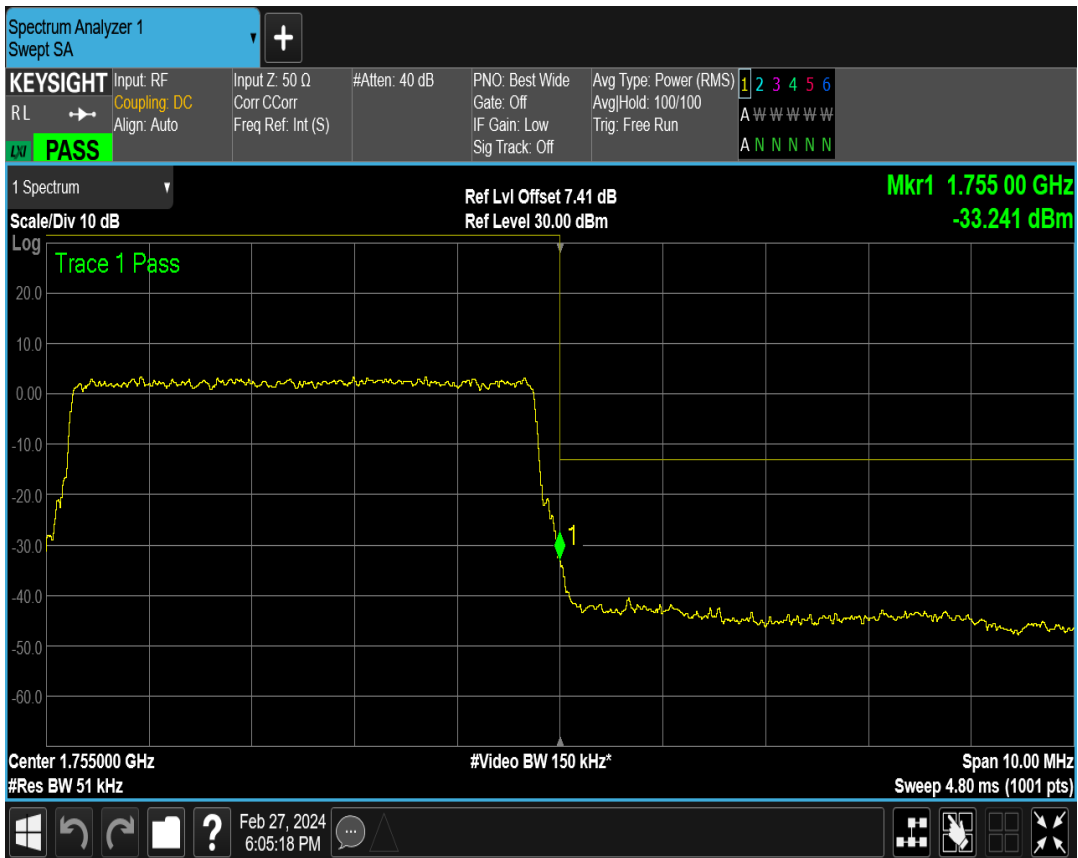 Spectrum Analyzer 1
Swept SA
+
KEYSIGHT
RL
LXI PASS
Input: RF
Coupling: DC
Align: Auto
Input Z: 50 Ω
Corr CCorr
Freq Ref: Int (S)
#Atten: 40 dB
PNO: Best Wide
Gate: Off
IF Gain: Low
Sig Track: Off
Avg Type: Power (RMS)
Avg|Hold: 100/100
Trig: Free Run
1 2 3 4 5 6
A W W W W W
A N N N N N
1 Spectrum
Scale/Div 10 dB
Ref Lvl Offset 7.41 dB
Ref Level 30.00 dBm
Mkr1 1.755 00 GHz
-33.241 dBm
Log
Trace 1 Pass
20.0
10.0
0.00
-10.0
-20.0
-30.0
-40.0
-50.0
-60.0
1
Center 1.755000 GHz
#Res BW 51 kHz
#Video BW 150 kHz*
Span 10.00 MHz
Sweep 4.80 ms (1001 pts)
?
Feb 27, 2024
6:05:18 PM